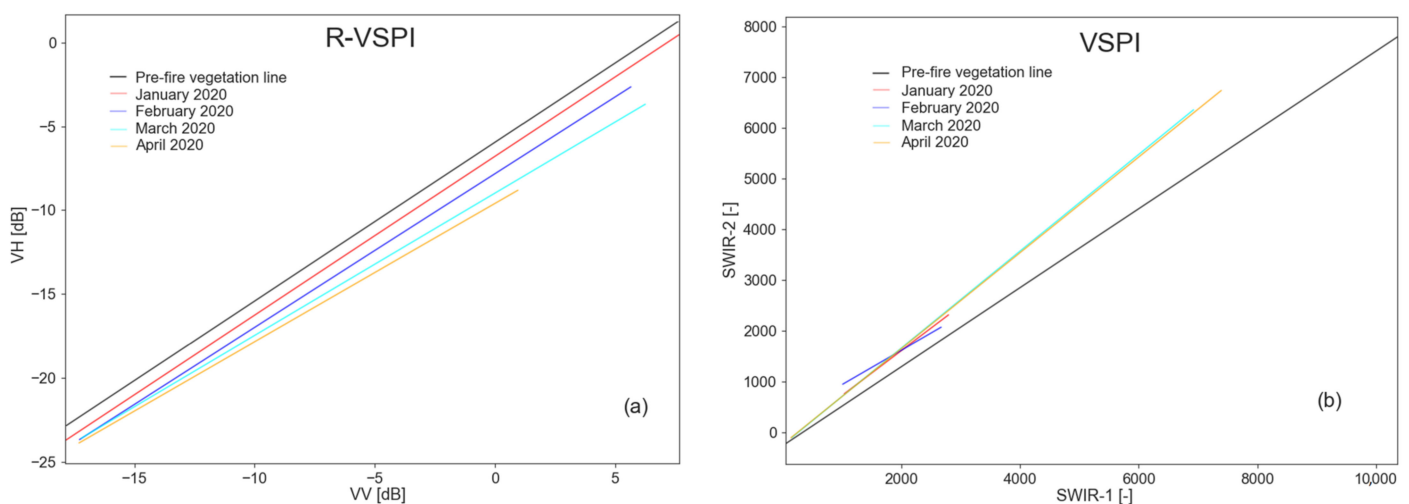 R-VSPI
Pre-fire vegetation line
January 2020
February 2020
March 2020
April 2020
0
−5
−10
−15
−20
−25
VH [dB]
−15
−10
−5
0
5
VV [dB]
(a)
VSPI
Pre-fire vegetation line
January 2020
February 2020
March 2020
April 2020
8000
7000
6000
5000
4000
3000
2000
1000
0
SWIR-2 [-]
2000
4000
6000
8000
10,000
SWIR-1 [-]
(b)